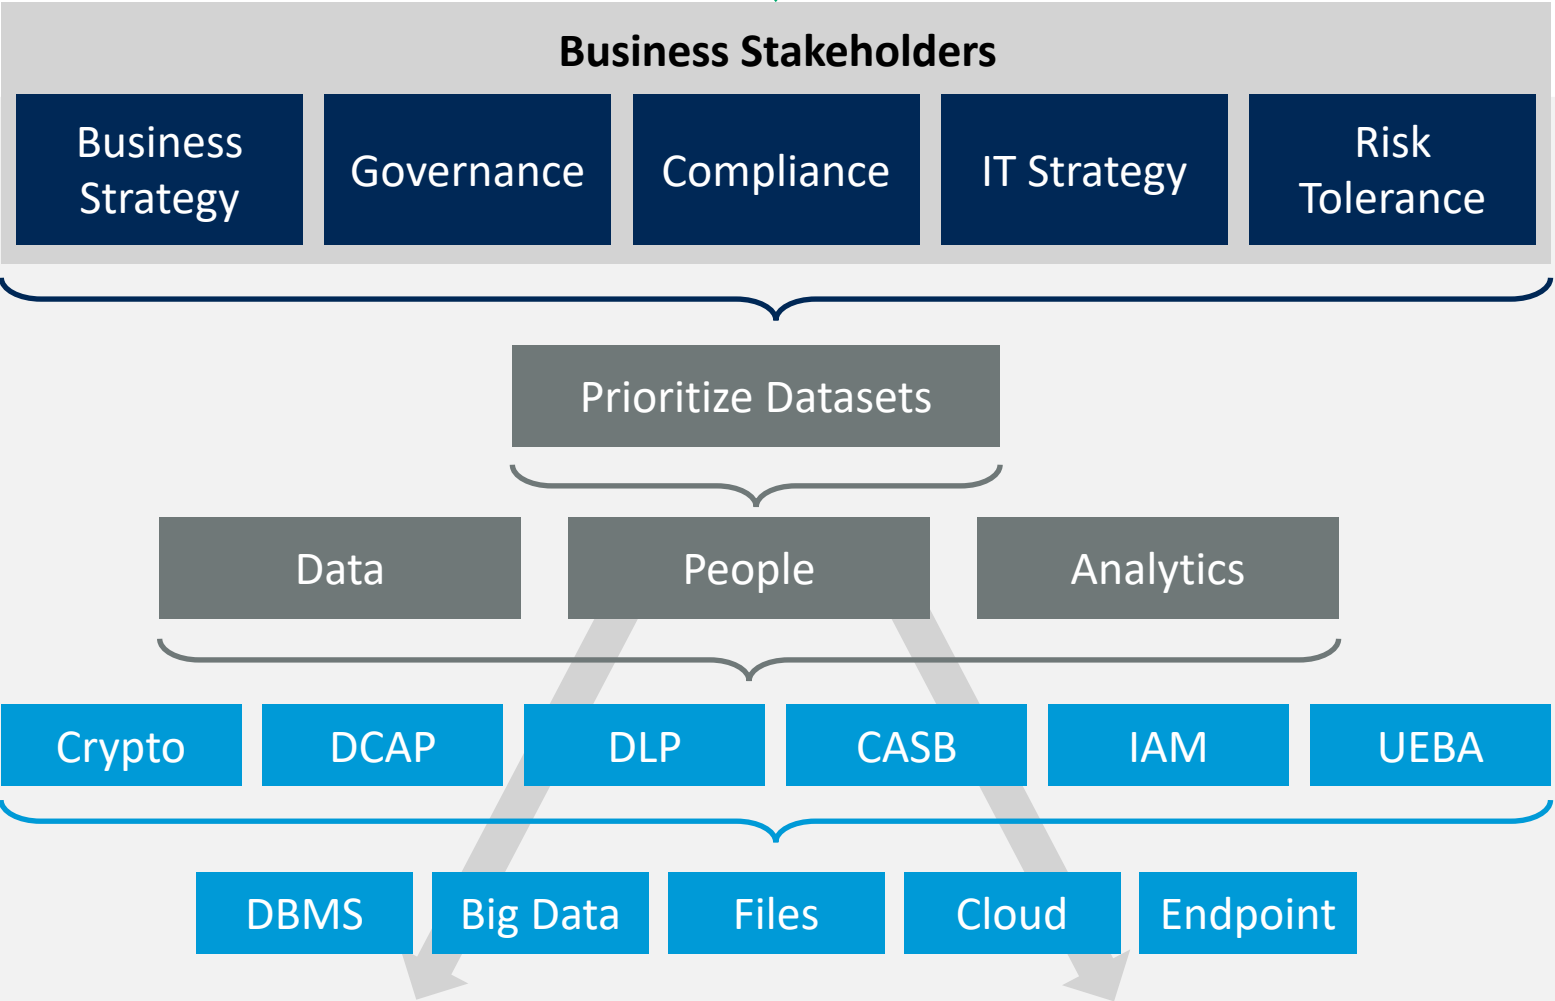 Business Stakeholders
Business
Strategy
Governance
Compliance
IT Strategy
Risk
Tolerance
Prioritize Datasets
Data
People
Analytics
Crypto
DCAP
DLP
CASB
IAM
UEBA
DBMS
Big Data
Files
Cloud
Endpoint